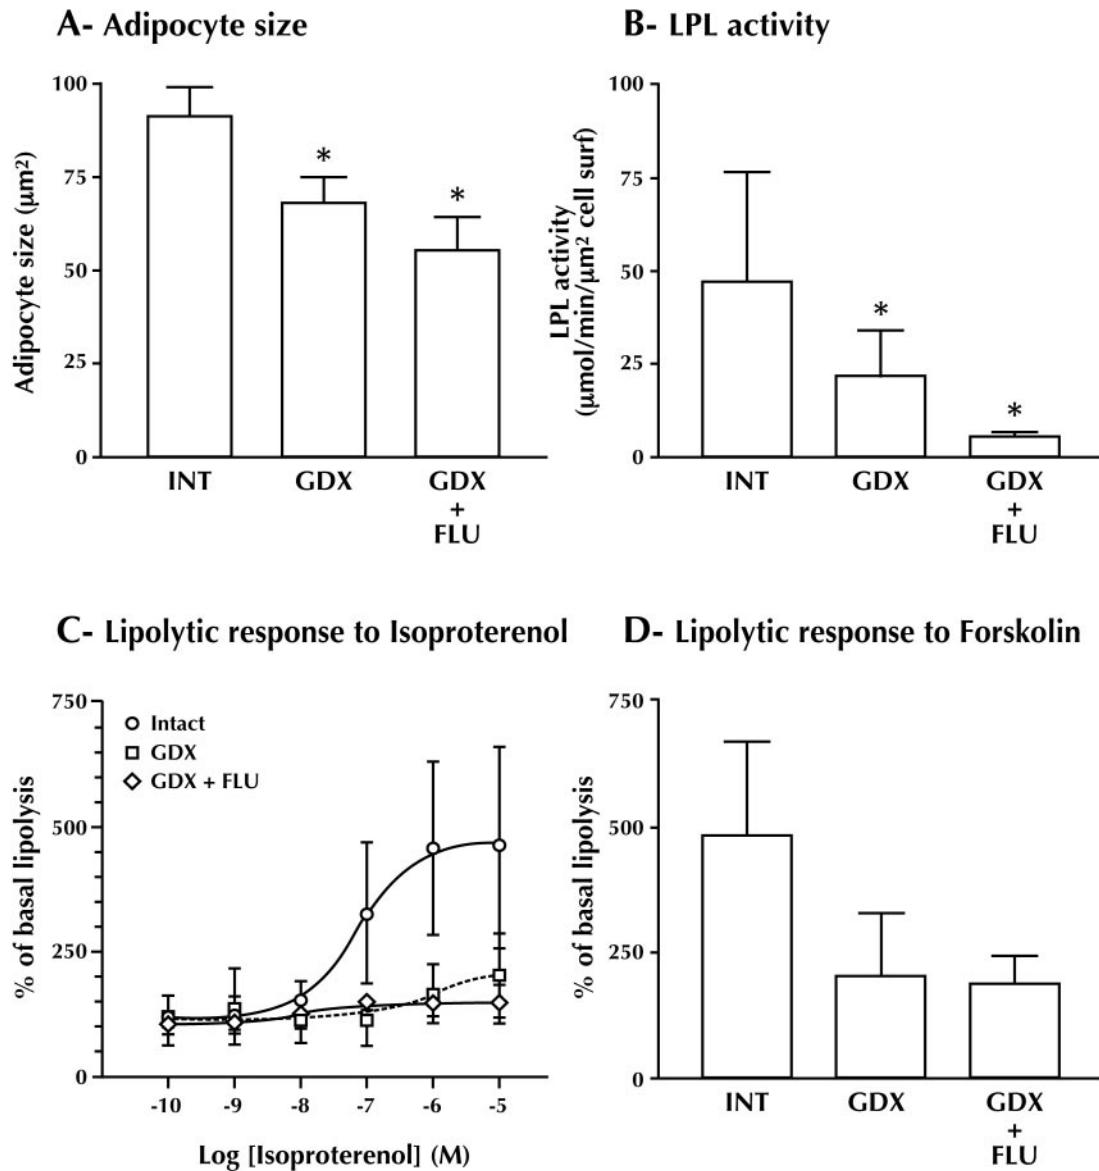 A- Adipocyte size
Adipocyte size (µm²)
100
75
50
25
0
*
*
INT
GDX
GDX
+
FLU
B- LPL activity
LPL activity
(µmol/min/µm² cell surf)
100
75
50
25
0
*
*
INT
GDX
GDX
+
FLU
C- Lipolytic response to Isoproterenol
% of basal lipolysis
750
500
250
0
Intact
GDX
GDX + FLU
-10
-9
-8
-7
-6
-5
Log [Isoproterenol] (M)
D- Lipolytic response to Forskolin
% of basal lipolysis
750
500
250
0
INT
GDX
GDX
+
FLU